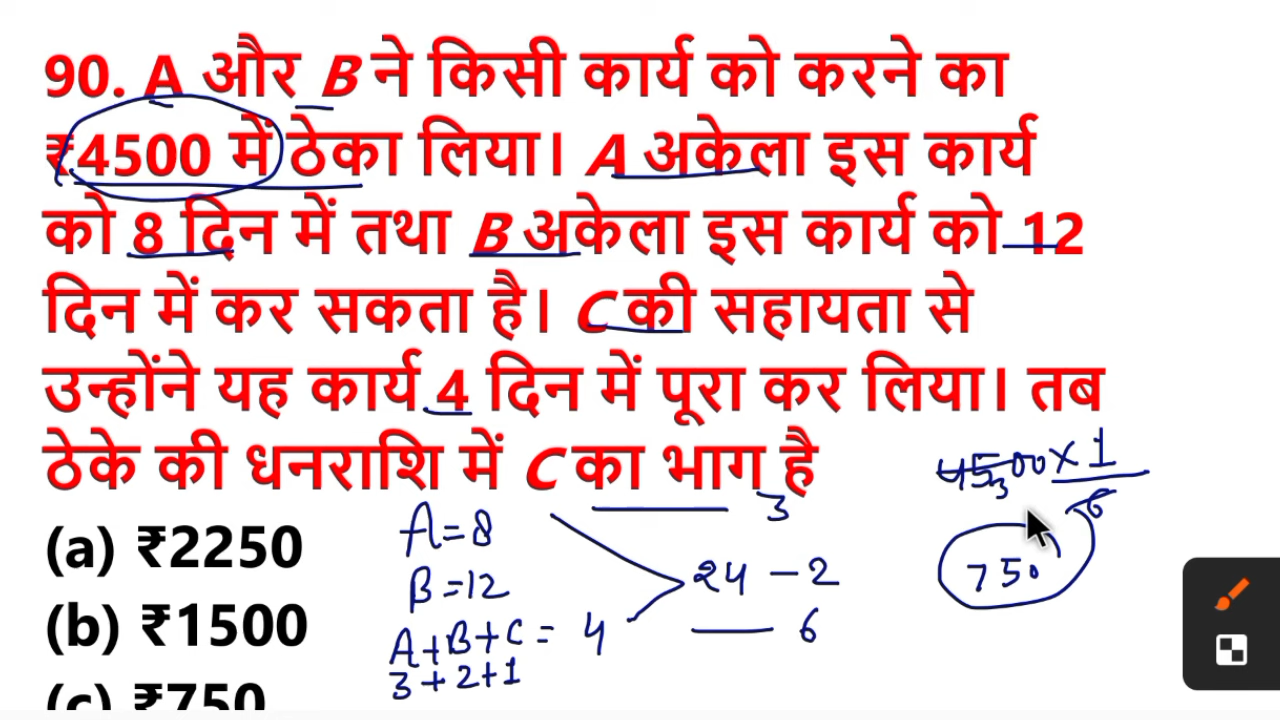 90. A और B ने किसी कार्य को करने का
₹4500 में ठेका लिया। A अकेला इस कार्य
को 8 दिन में तथा B अकेला इस कार्य को 12
दिन में कर सकता है। C की सहायता से
उन्होंने यह कार्य 4 दिन में पूरा कर लिया। तब
ठेके की धनराशि में C का भाग है
(a) ₹2250
(b) ₹1500
(c) ₹750
A=8
B=12
A+B+C= 4
3+2+1
3
24 – 2
6
4500×1
6
750